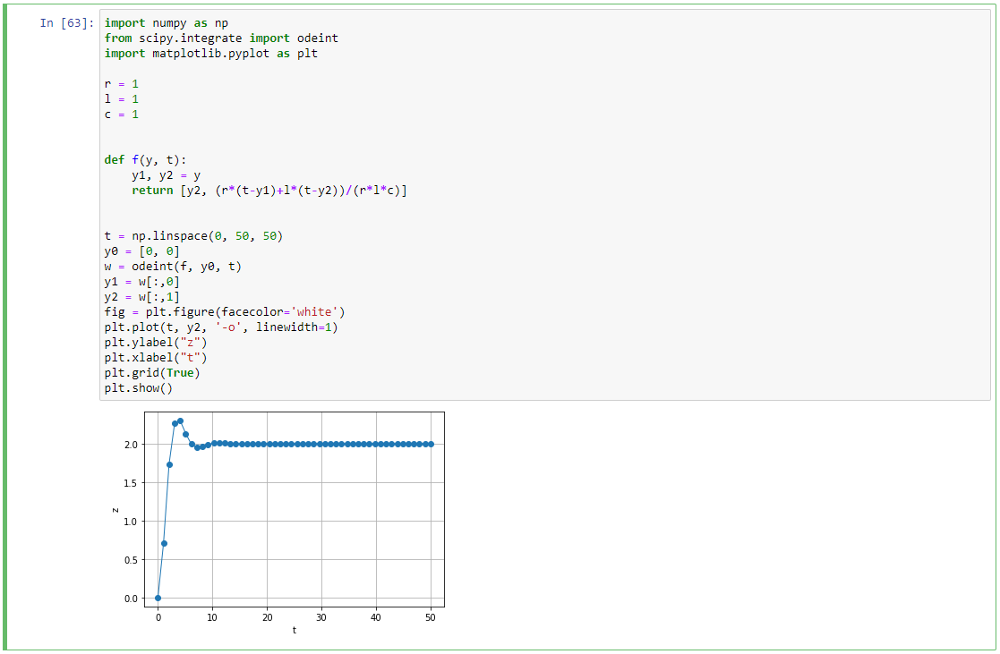 In [63]: import numpy as np
from scipy.integrate import odeint
import matplotlib.pyplot as plt
r = 1
l = 1
c = 1
def f(y, t):
    y1, y2 = y
    return [y2, (r*(t-y1)+l*(t-y2))/(r*l*c)]
t = np.linspace(0, 50, 50)
y0 = [0, 0]
w = odeint(f, y0, t)
y1 = w[:,0]
y2 = w[:,1]
fig = plt.figure(facecolor='white')
plt.plot(t, y2, '-o', linewidth=1)
plt.ylabel("z")
plt.xlabel("t")
plt.grid(True)
plt.show()
2.0
1.5
z
1.0
0.5
0.0
0 10 20 30 40 50
t